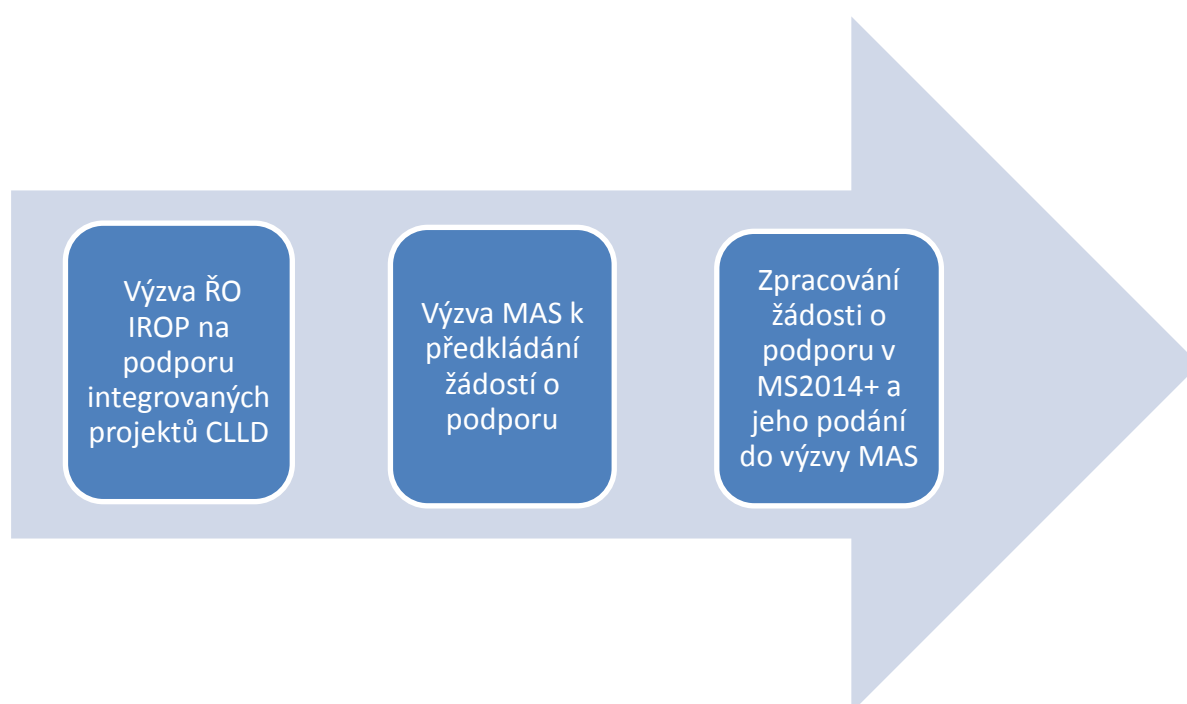 Výzva ŘO
IROP na
podporu
integrovaných
projektů CLLD
Výzva MAS k
předkládání
žádostí o
podporu
Zpracování
žádosti o
podporu v
MS2014+ a
jeho podání
do výzvy MAS